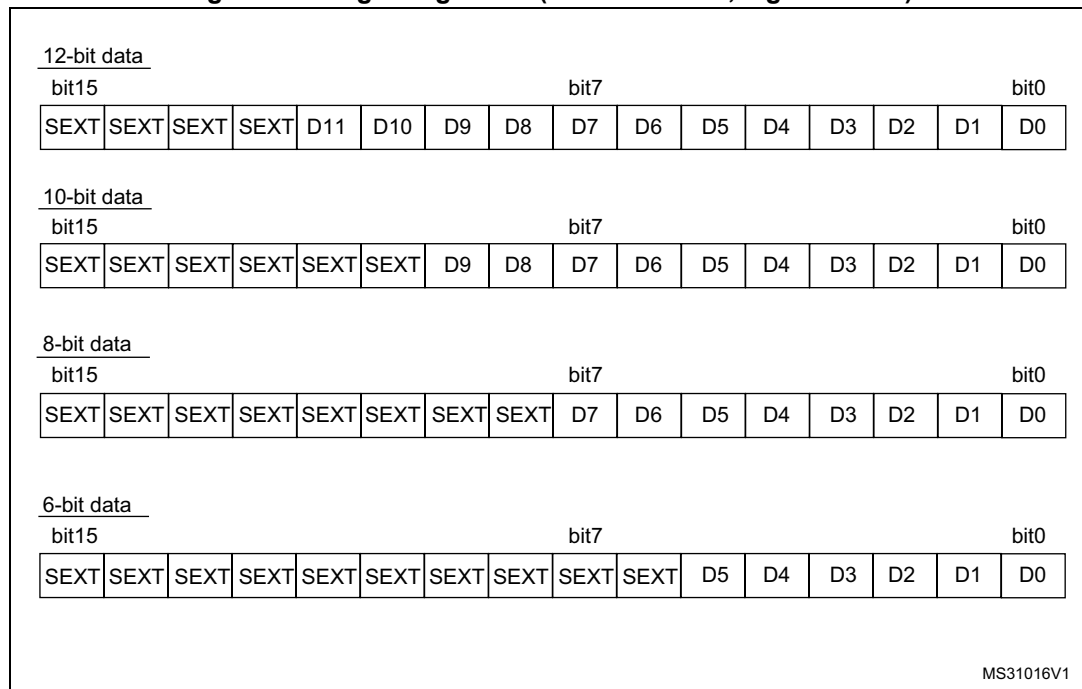 12-bit data
bit15 bit7 bit0
SEXT SEXT SEXT SEXT D11 D10 D9 D8 D7 D6 D5 D4 D3 D2 D1 D0
10-bit data
bit15 bit7 bit0
SEXT SEXT SEXT SEXT SEXT SEXT D9 D8 D7 D6 D5 D4 D3 D2 D1 D0
8-bit data
bit15 bit7 bit0
SEXT SEXT SEXT SEXT SEXT SEXT SEXT SEXT D7 D6 D5 D4 D3 D2 D1 D0
6-bit data
bit15 bit7 bit0
SEXT SEXT SEXT SEXT SEXT SEXT SEXT SEXT SEXT SEXT D5 D4 D3 D2 D1 D0
MS31016V1